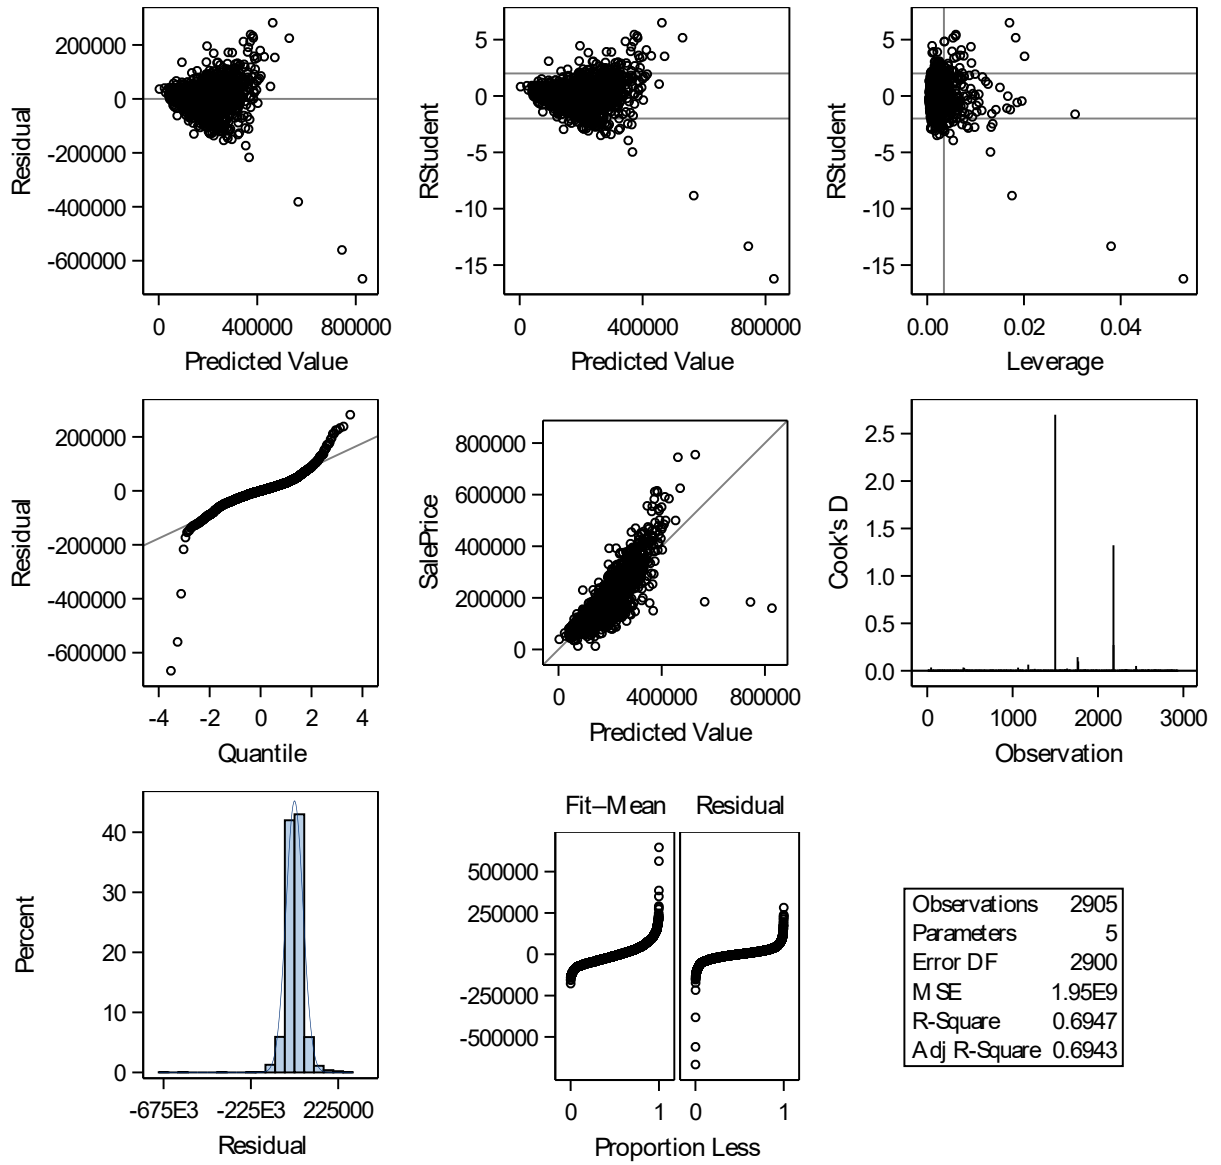 200000
0
-200000
-400000
-600000
Residual
0
400000
800000
Predicted Value
5
0
-5
-10
-15
RStudent
0
400000
800000
Predicted Value
5
0
-5
-10
-15
RStudent
0.00
0.02
0.04
Leverage
200000
0
-200000
-400000
-600000
Residual
-4
-2
0
2
4
Quantile
800000
600000
400000
200000
0
SalePrice
0
400000
800000
Predicted Value
2.5
2.0
1.5
1.0
0.5
0.0
Cook's D
0
1000
2000
3000
Observation
40
30
20
10
0
Percent
-675E3
-225E3
225000
Residual
Fit–Mean
Residual
500000
250000
0
-250000
-500000
0
1
0
1
Proportion Less
Observations 2905
Parameters 5
Error DF 2900
MSE 1.95E9
R-Square 0.6947
Adj R-Square 0.6943